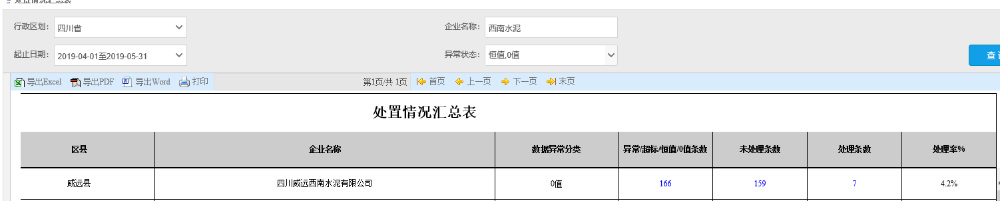 处置情况汇总表
行政区划： 四川省 企业名称： 西南水泥
起止日期： 2019-04-01至2019-05-31 异常状态： 恒值,0值 查
导出Excel 导出PDF 导出Word 打印 第1页/共 1页 首页 上一页 下一页 末页
处置情况汇总表
区县 企业名称 数据异常分类 异常/超标/恒值/0值条数 未处理条数 处理条数 处理率%
威远县 四川威远西南水泥有限公司 0值 166 159 7 4.2%